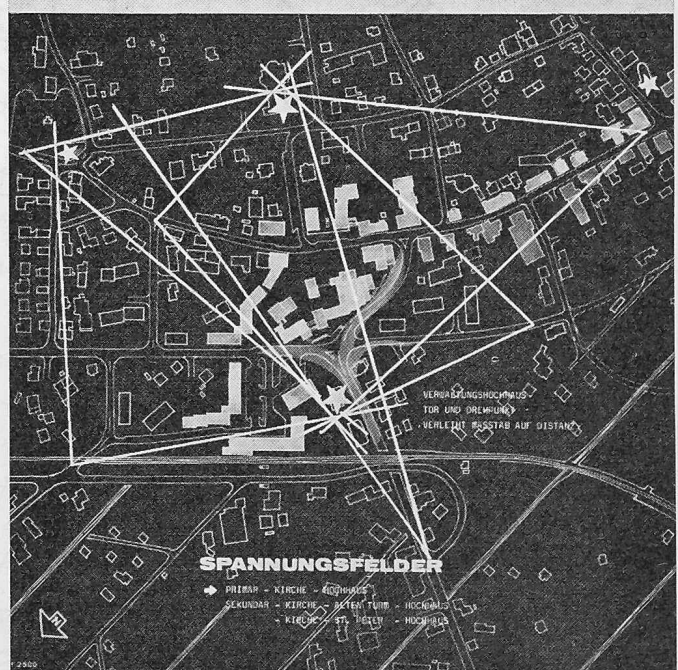 VERWALTUNGSHOCHHAUS
TOR UND DREHPUNKT
VERLEIHT MASSTAB AUF DISTANZ
SPANNUNGSFELDER
PRIMAR - KIRCHE - HOCHHAUS
SEKUNDAR - KIRCHE - ALTEN TURM - HOCHHAUS
- KIRCHE - ST. PETER - HOCHHAUS
N
2500